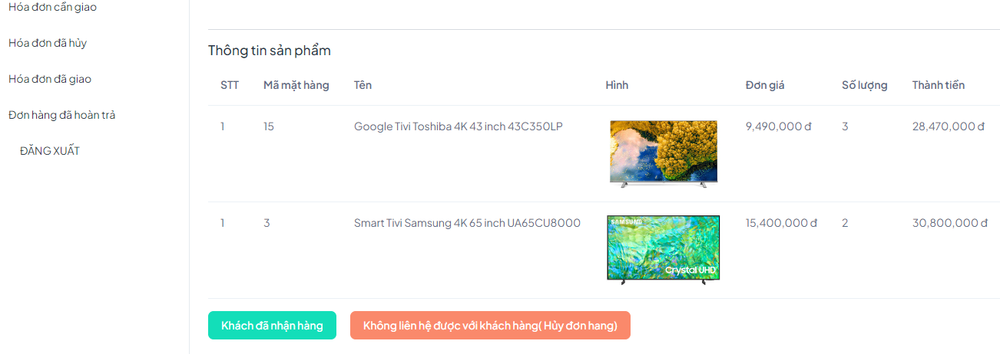 Hóa đơn cần giao
Hóa đơn đã hủy
Hóa đơn đã giao
Đơn hàng đã hoàn trả
ĐĂNG XUẤT
Thông tin sản phẩm
STT Mã mặt hàng Tên Hình Đơn giá Số lượng Thành tiền
1 15 Google Tivi Toshiba 4K 43 inch 43C350LP 9,490,000 đ 3 28,470,000 đ
1 3 Smart Tivi Samsung 4K 65 inch UA65CU8000 15,400,000 đ 2 30,800,000 đ
SAMSUNG
Crystal UHD
Khách đã nhận hàng Không liên hệ được với khách hàng( Hủy đơn hang)